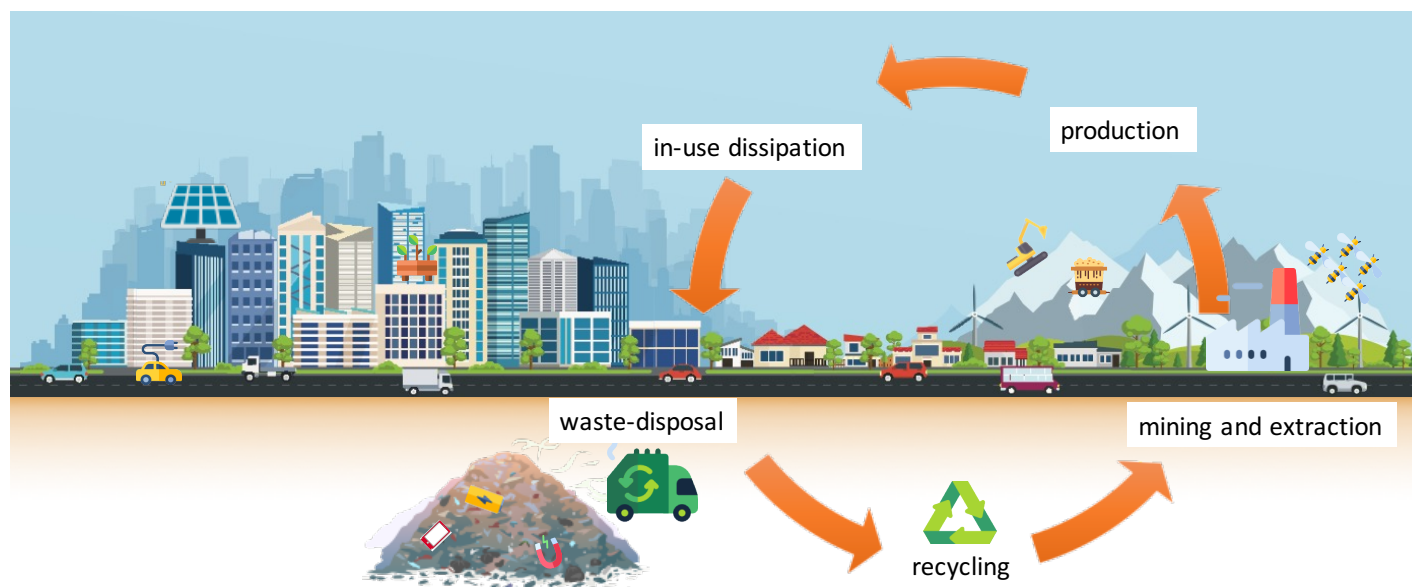 production
in-use dissipation
waste-disposal
mining and extraction
recycling